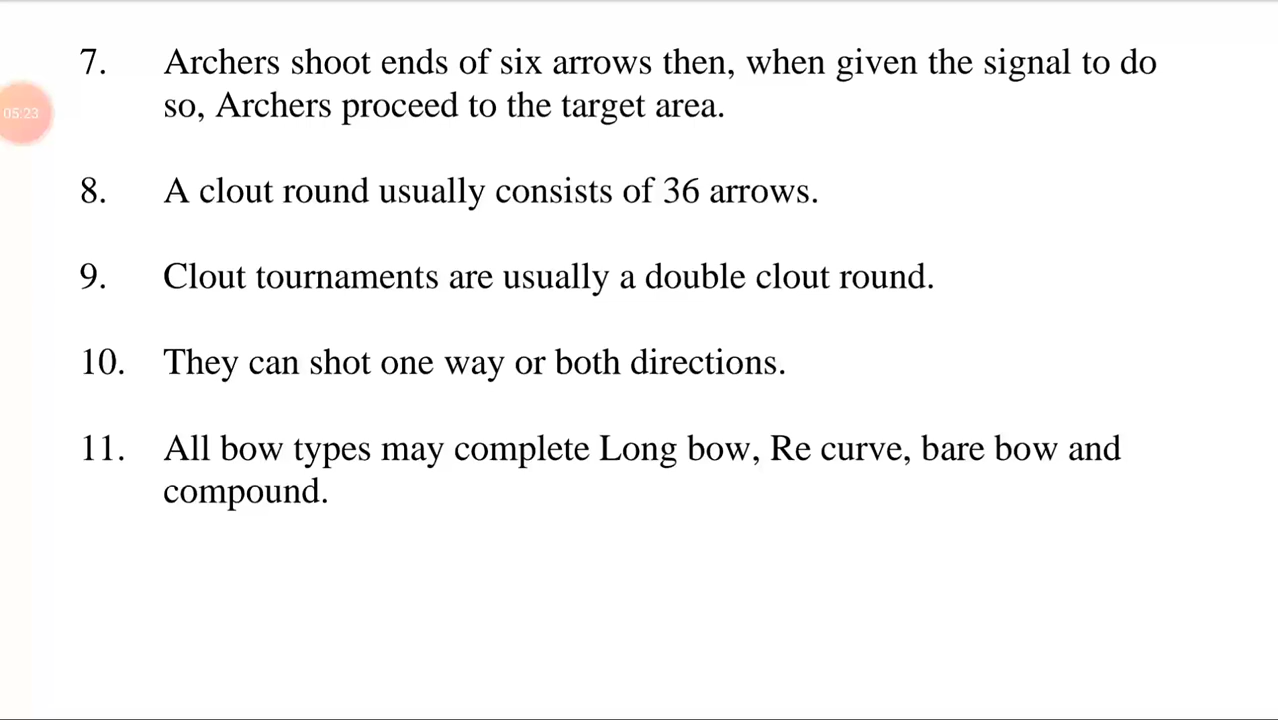 7. Archers shoot ends of six arrows then, when given the signal to do
so, Archers proceed to the target area.
05:23
8. A clout round usually consists of 36 arrows.
9. Clout tournaments are usually a double clout round.
10. They can shot one way or both directions.
11. All bow types may complete Long bow, Re curve, bare bow and
compound.